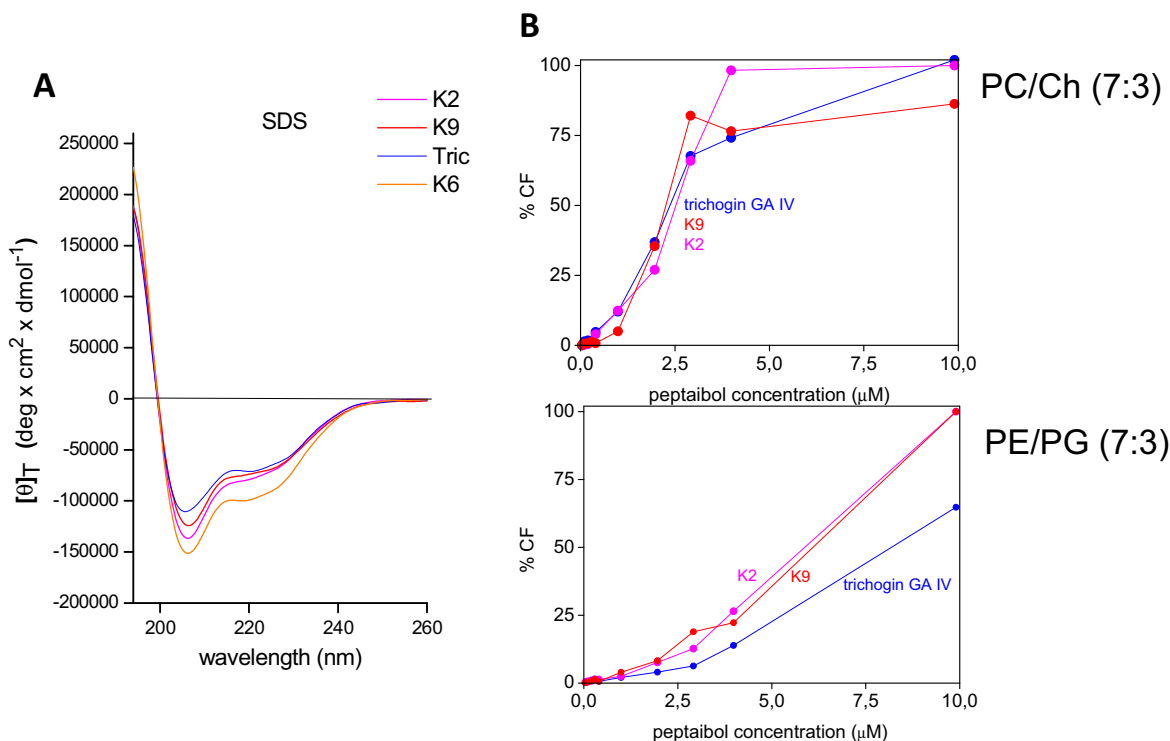 A
SDS
K2
K9
Tric
K6
250000
200000
150000
100000
50000
0
-50000
-100000
-150000
-200000
200
220
240
260
[θ]T (deg x cm² x dmol⁻¹)
wavelength (nm)
B
PC/Ch (7:3)
100
75
50
25
0
% CF
trichogin GA IV
K9
K2
0,0
2,5
5,0
7,5
10,0
peptaibol concentration (μM)
PE/PG (7:3)
100
75
50
25
0
% CF
K2
K9
trichogin GA IV
0,0
2,5
5,0
7,5
10,0
peptaibol concentration (μM)